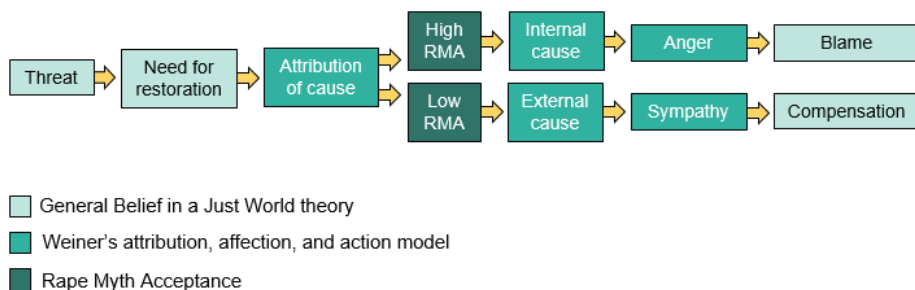 Threat
Need for
restoration
Attribution
of cause
High
RMA
Internal
cause
Anger
Blame
Low
RMA
External
cause
Sympathy
Compensation
General Belief in a Just World theory
Weiner's attribution, affection, and action model
Rape Myth Acceptance